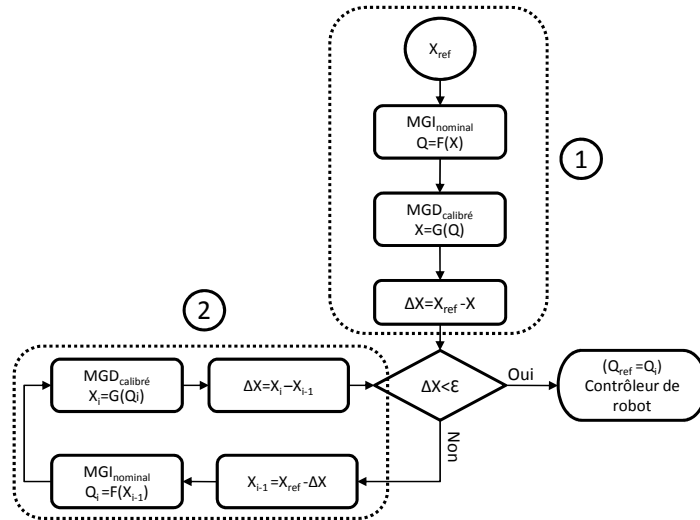 X_ref
MGI_nominal
Q=F(X)
1
MGD_calibré
X=G(Q)
ΔX=X_ref -X
2
MGD_calibré
X_i=G(Qi)
ΔX=X_i–X_i-1
ΔX<Ɛ
Oui
(Q_ref =Q_i)
Contrôleur de
robot
Non
MGI_nominal
Q_i=F(X_i-1)
X_i-1 =X_ref -ΔX